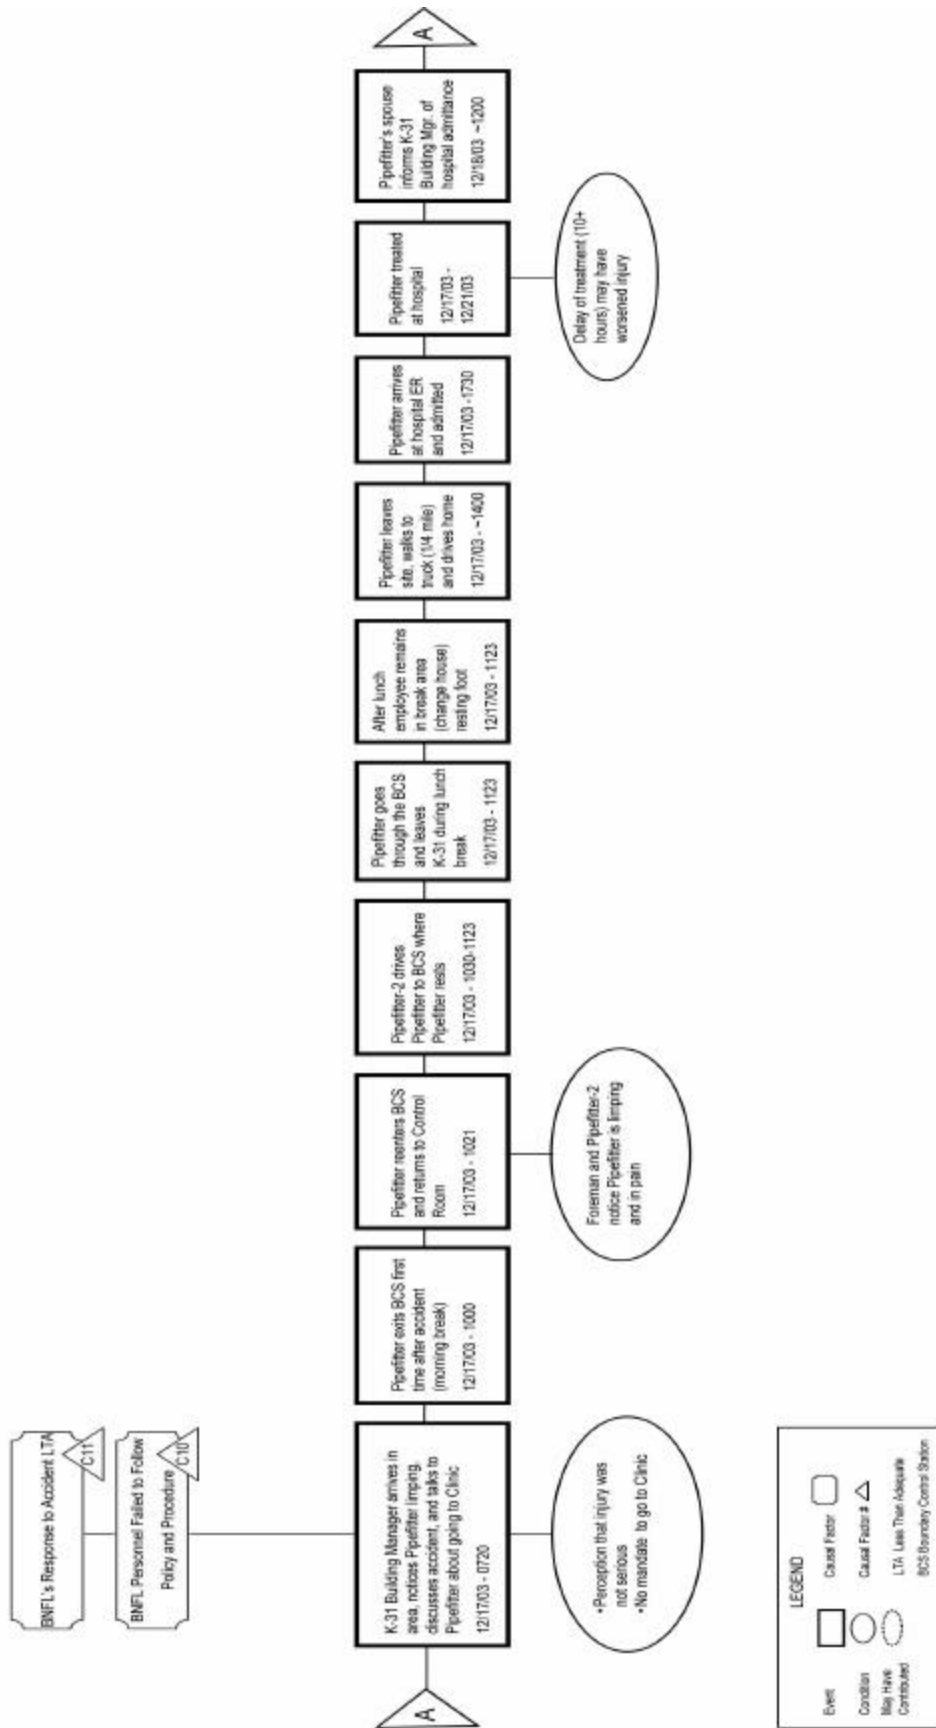 BNFL's Response to Accident LTA
C11
BNFL Personnel Failed to Follow
Policy and Procedure
C10
A
K-31 Building Manager arrives in
area, notices Pipefitter limping,
discusses accident, and talks to
Pipefitter about going to Clinic
12/17/03 - 0720
•Perception that injury was
not serious
•No mandate to go to Clinic
Pipefitter exits BCS first
time after accident
(morning break)
12/17/03 - 1000
Pipefitter reenters BCS
and returns to Control
Room
12/17/03 - 1021
Foreman and Pipefitter-2
notice Pipefitter is limping
and in pain
Pipefitter-2 drives
Pipefitter to BCS where
Pipefitter rests
12/17/03 - 1030-1123
Pipefitter goes
through the BCS
and leaves
K-31 during lunch
break
12/17/03 - 1123
After lunch
employee remains
in break area
(change house)
resting foot
12/17/03 - 1123
Pipefitter leaves
site, walks to
truck (1/4 mile)
and drives home
12/17/03 - ~1400
Pipefitter arrives
at hospital ER
and admitted
12/17/03 -1730
Pipefitter treated
at hospital
12/17/03 -
12/21/03
Delay of treatment (10+
hours) may have
worsened injury
Pipefitter's spouse
informs K-31
Building Mgr. of
hospital admittance
12/18/03 ~1200
A
LEGEND
Event
Causal Factor
Condition
Causal Factor #
May Have
Contributed
LTA Less Than Adequate
BCS Boundary Control Station